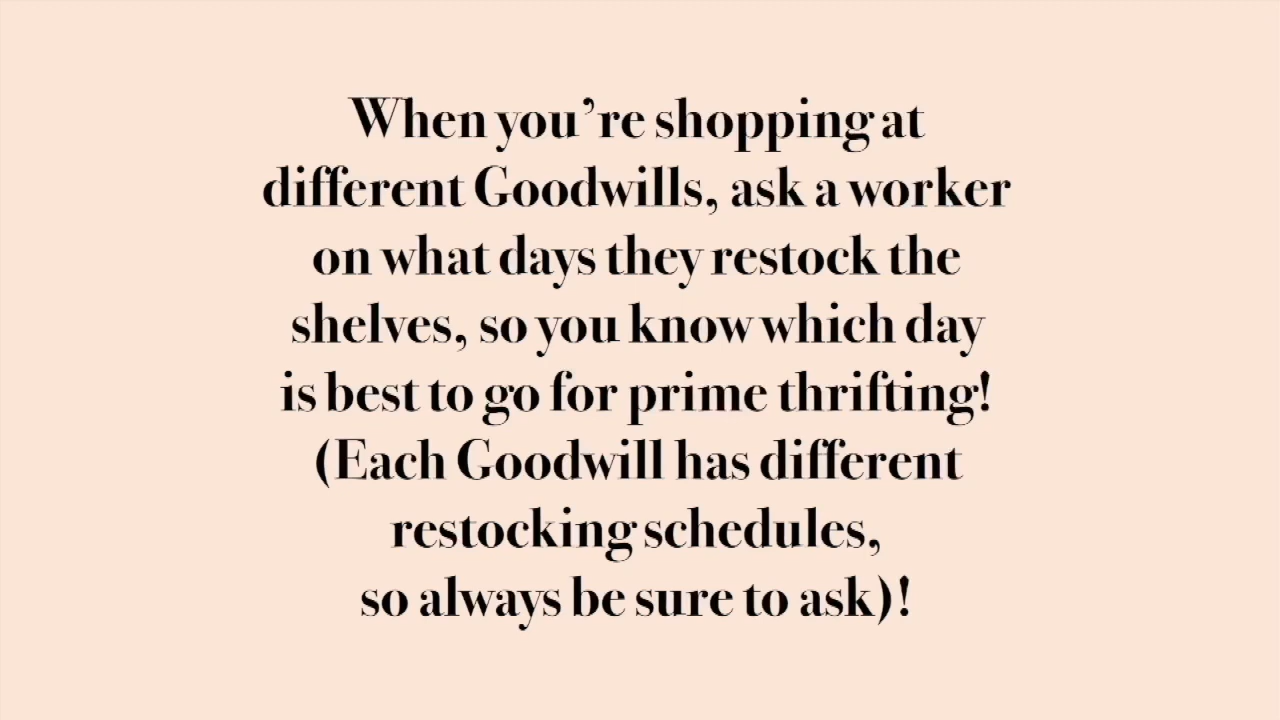 When you’re shopping at
different Goodwills, ask a worker
on what days they restock the
shelves, so you know which day
is best to go for prime thrifting!
(Each Goodwill has different
restocking schedules,
so always be sure to ask)!